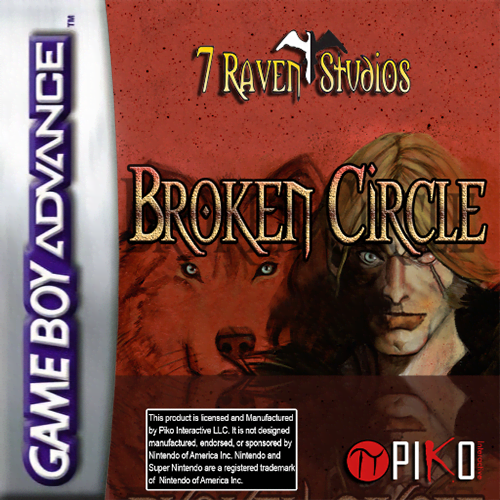 GAME BOY ADVANCE™
7 RAVEN STUDIOS
BROKEN CIRCLE
This product is licensed and Manufactured
by Piko Interactive LLC. It is not designed
manufactured, endorsed, or sponsored by
Nintendo of America Inc. Nintendo and
Super Nintendo are a registered trademark
of Nintendo of America Inc.
PIKO
Interactive